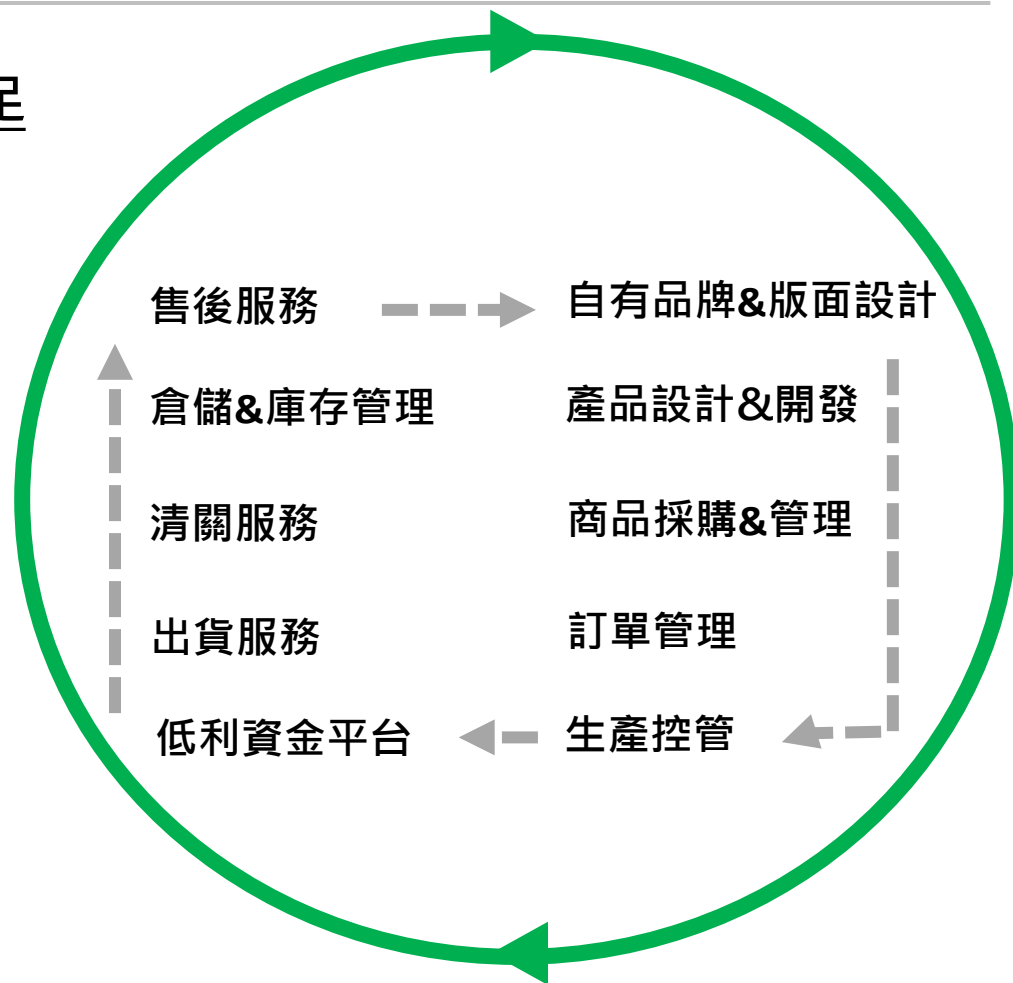 足
售後服務
自有品牌&版面設計
倉儲&庫存管理
產品設計&開發
清關服務
商品採購&管理
出貨服務
訂單管理
低利資金平台
生產控管